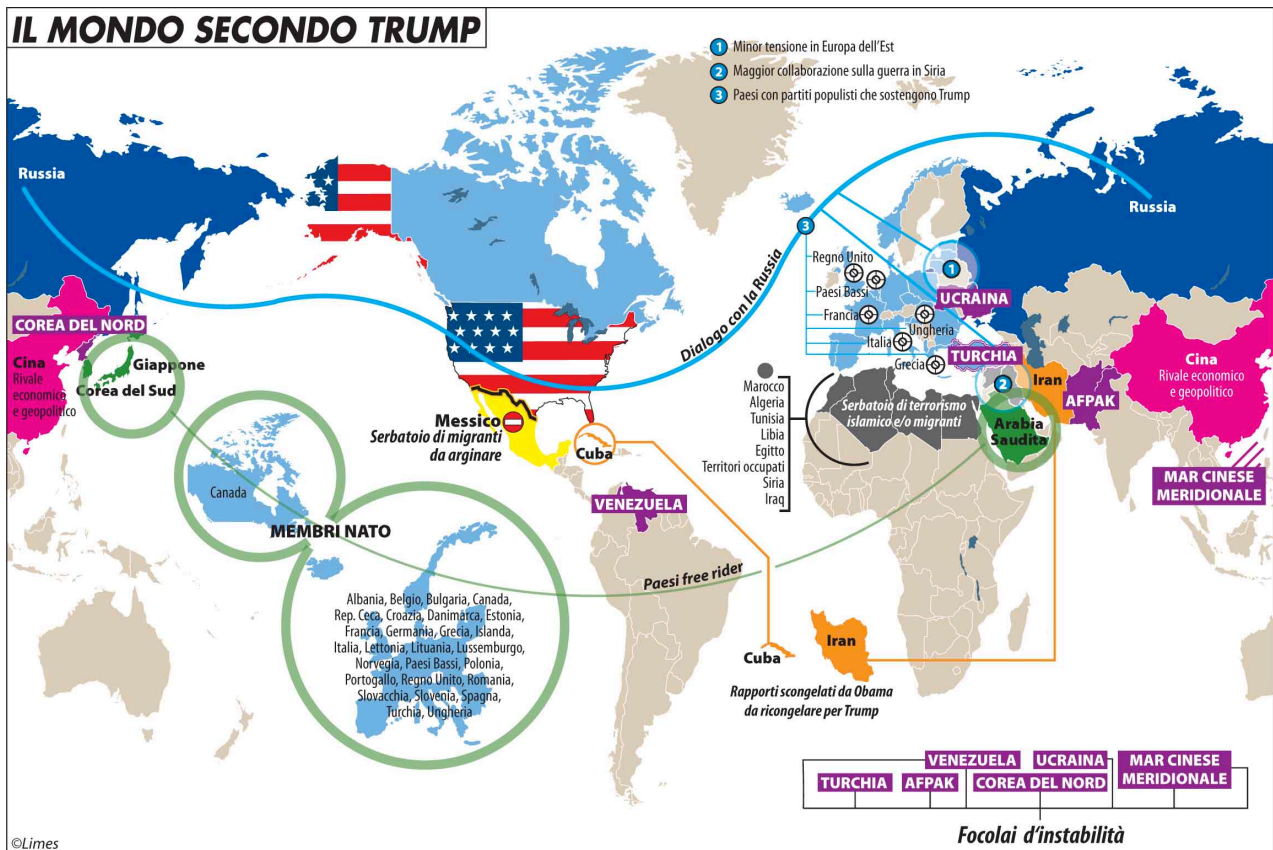 IL MONDO SECONDO TRUMP
1 Minor tensione in Europa dell'Est
2 Maggior collaborazione sulla guerra in Siria
3 Paesi con partiti populisti che sostengono Trump
Russia
Russia
Dialogo con la Russia
3
Regno Unito
Paesi Bassi
Francia
Ungheria
Italia
Grecia
1
UCRAINA
TURCHIA
2
Iran
AFPAK
Arabia
Saudita
Cina
Rivale economico
e geopolitico
MAR CINESE
MERIDIONALE
COREA DEL NORD
Cina
Rivale
economico
e geopolitico
Giappone
Corea del Sud
Messico
Serbatoio di migranti
da arginare
Cuba
VENEZUELA
Marocco
Algeria
Tunisia
Libia
Egitto
Territori occupati
Siria
Iraq
Serbatoio di terrorismo
islamico e/o migranti
Canada
MEMBRI NATO
Albania, Belgio, Bulgaria, Canada,
Rep. Ceca, Croazia, Danimarca, Estonia,
Francia, Germania, Grecia, Islanda,
Italia, Lettonia, Lituania, Lussemburgo,
Norvegia, Paesi Bassi, Polonia,
Portogallo, Regno Unito, Romania,
Slovacchia, Slovenia, Spagna,
Turchia, Ungheria
Paesi free rider
Cuba
Iran
Rapporti scongelati da Obama
da ricongelare per Trump
VENEZUELA
UCRAINA
MAR CINESE
MERIDIONALE
TURCHIA
AFPAK
COREA DEL NORD
Focolai d'instabilità
©Limes